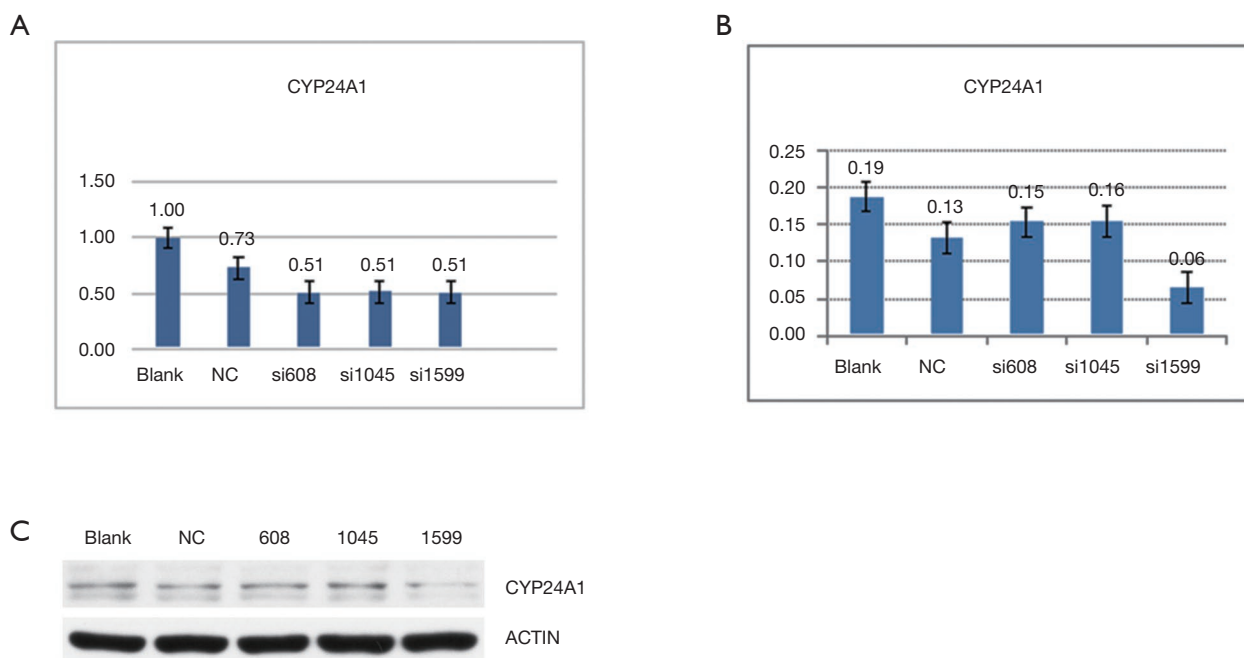 A
CYP24A1
1.50
1.00
0.50
0.00
1.00
0.73
0.51
0.51
0.51
Blank NC si608 si1045 si1599
B
CYP24A1
0.25
0.20
0.15
0.10
0.05
0.00
0.19
0.13
0.15
0.16
0.06
Blank NC si608 si1045 si1599
C
Blank NC 608 1045 1599
CYP24A1
ACTIN